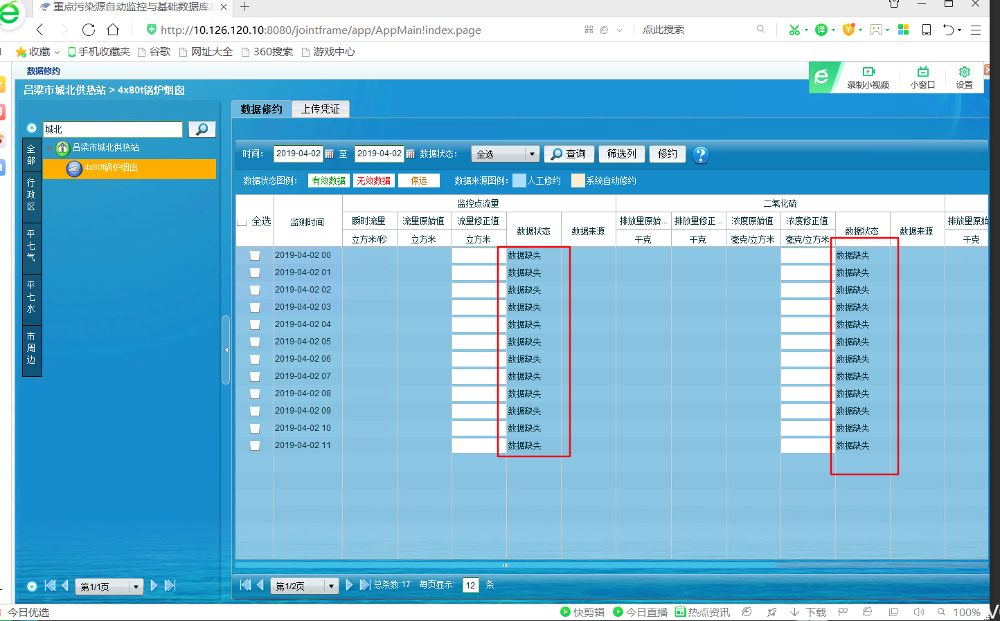 重点污染源自动监控与基础数据库系
http://10.126.120.10:8080/jointframe/app/AppMain!index.page
点此搜索
译
收藏 手机收藏夹 谷歌 网址大全 360搜索 游戏中心
数据修约
录制小视频 小窗口 设置
吕梁市城北供热站 > 4x80t锅炉烟囱
数据修约 上传凭证
城北
吕梁市城北供热站
4x80t锅炉烟囱
全部
行政区
平七气
平七水
市周边
时间: 2019-04-02 至 2019-04-02 数据状态: 全选 查询 筛选列 修约 ?
数据状态图例: 有效数据 无效数据 停运 数据来源图例: 人工修约 系统自动修约
全选 监测时间 监控点流量 二氧化硫
瞬时流量 流量原始值 流量修正值 数据状态 数据来源 排放量原始... 排放量修正... 浓度原始值 浓度修正值 数据状态 数据来源 排放量原始
立方米/秒 立方米 立方米 千克 千克 毫克/立方米 毫克/立方米 千克
2019-04-02 00 数据缺失 数据缺失
2019-04-02 01 数据缺失 数据缺失
2019-04-02 02 数据缺失 数据缺失
2019-04-02 03 数据缺失 数据缺失
2019-04-02 04 数据缺失 数据缺失
2019-04-02 05 数据缺失 数据缺失
2019-04-02 06 数据缺失 数据缺失
2019-04-02 07 数据缺失 数据缺失
2019-04-02 08 数据缺失 数据缺失
2019-04-02 09 数据缺失 数据缺失
2019-04-02 10 数据缺失 数据缺失
2019-04-02 11 数据缺失 数据缺失
第1/1页
第1/2页 总条数:17 每页显示: 12 条
今日优选 快剪辑 今日直播 热点资讯 下载 100%